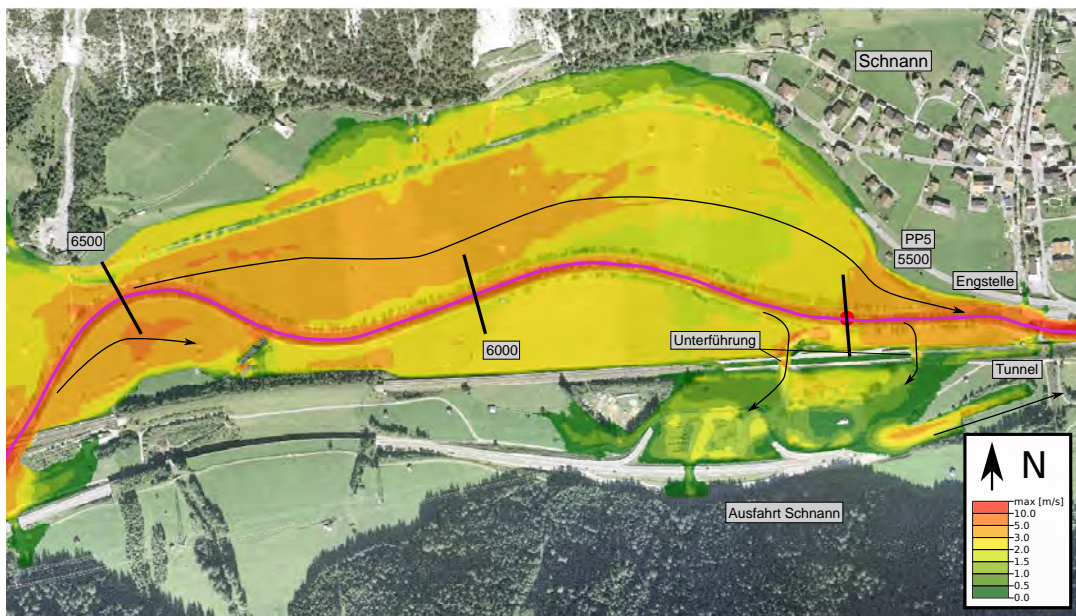 Schnann
6500
PP5
5500
Engstelle
6000
Unterführung
Tunnel
Ausfahrt Schnann
N
max [m/s]
10.0
5.0
3.0
2.0
1.5
1.0
0.5
0.0